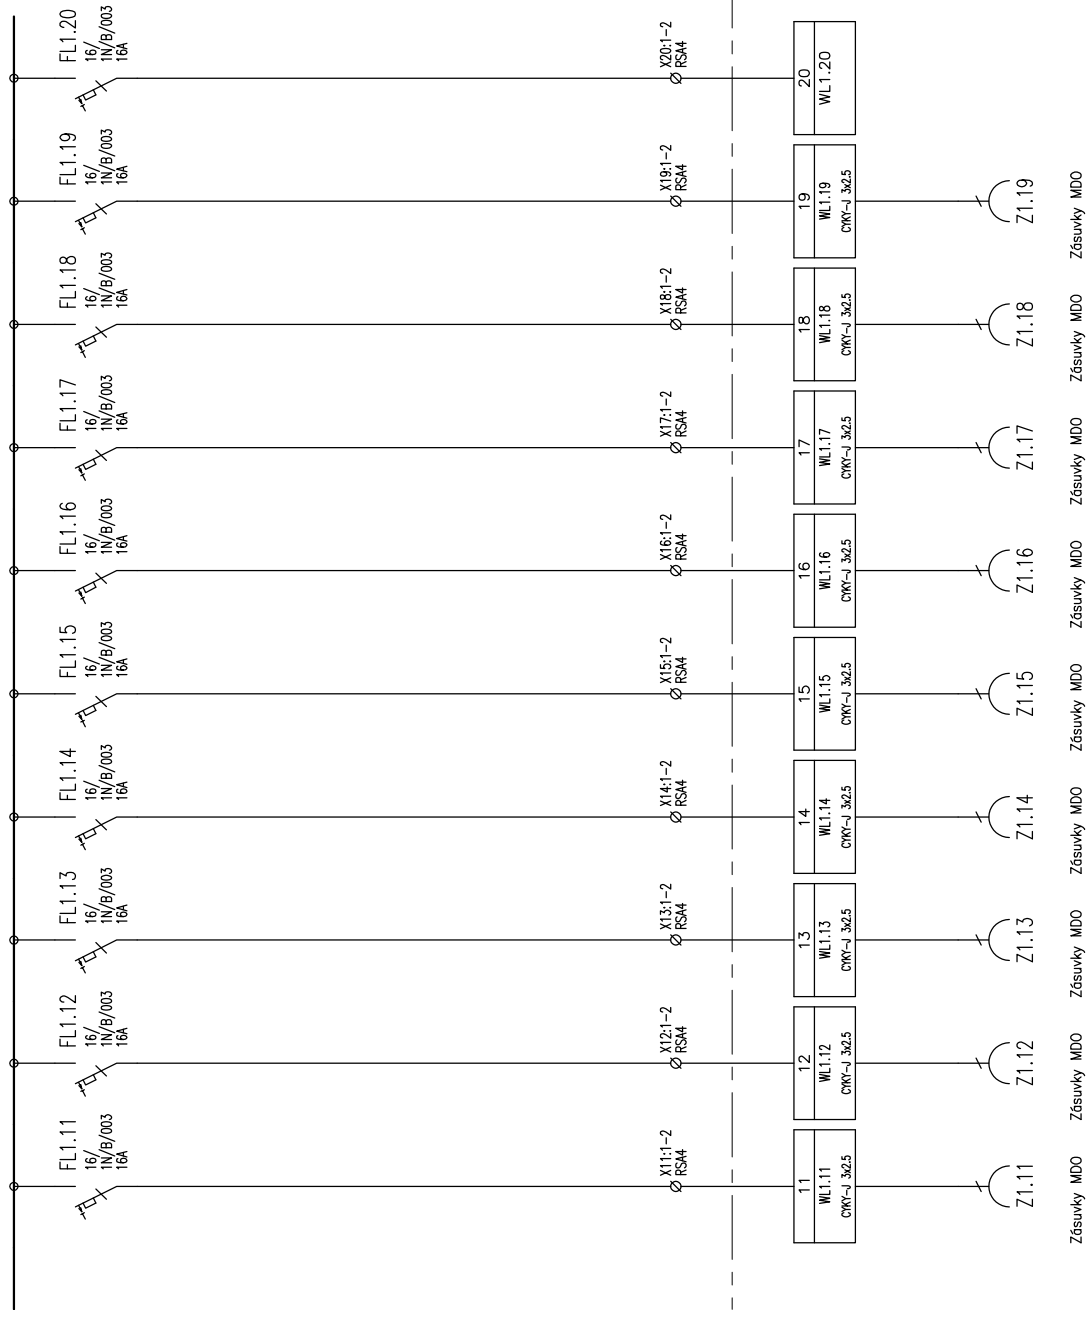 FL1.11
16/
1N/B/003
16A
X11:1-2
RSA4
11
WL1.11
CYKY-J 3x2.5
Z1.11
Zásuvky MDO
FL1.12
16/
1N/B/003
16A
X12:1-2
RSA4
12
WL1.12
CYKY-J 3x2.5
Z1.12
Zásuvky MDO
FL1.13
16/
1N/B/003
16A
X13:1-2
RSA4
13
WL1.13
CYKY-J 3x2.5
Z1.13
Zásuvky MDO
FL1.14
16/
1N/B/003
16A
X14:1-2
RSA4
14
WL1.14
CYKY-J 3x2.5
Z1.14
Zásuvky MDO
FL1.15
16/
1N/B/003
16A
X15:1-2
RSA4
15
WL1.15
CYKY-J 3x2.5
Z1.15
Zásuvky MDO
FL1.16
16/
1N/B/003
16A
X16:1-2
RSA4
16
WL1.16
CYKY-J 3x2.5
Z1.16
Zásuvky MDO
FL1.17
16/
1N/B/003
16A
X17:1-2
RSA4
17
WL1.17
CYKY-J 3x2.5
Z1.17
Zásuvky MDO
FL1.18
16/
1N/B/003
16A
X18:1-2
RSA4
18
WL1.18
CYKY-J 3x2.5
Z1.18
Zásuvky MDO
FL1.19
16/
1N/B/003
16A
X19:1-2
RSA4
19
WL1.19
CYKY-J 3x2.5
Z1.19
Zásuvky MDO
FL1.20
16/
1N/B/003
16A
X20:1-2
RSA4
20
WL1.20